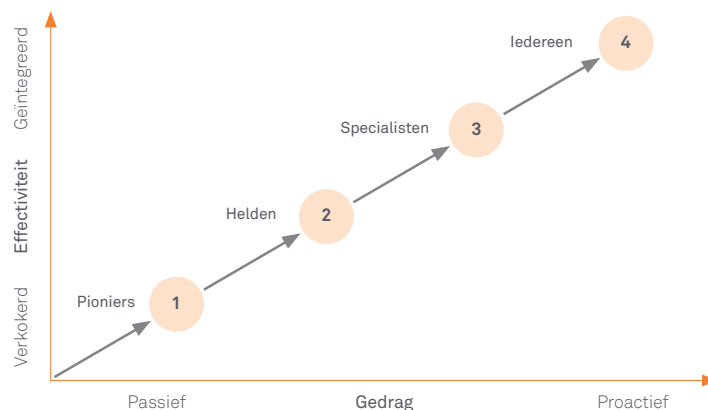 Iedereen
4
Specialisten
3
Helden
2
Pioniers
1
Geïntegreerd
Effectiviteit
Verkokerd
Passief
Gedrag
Proactief